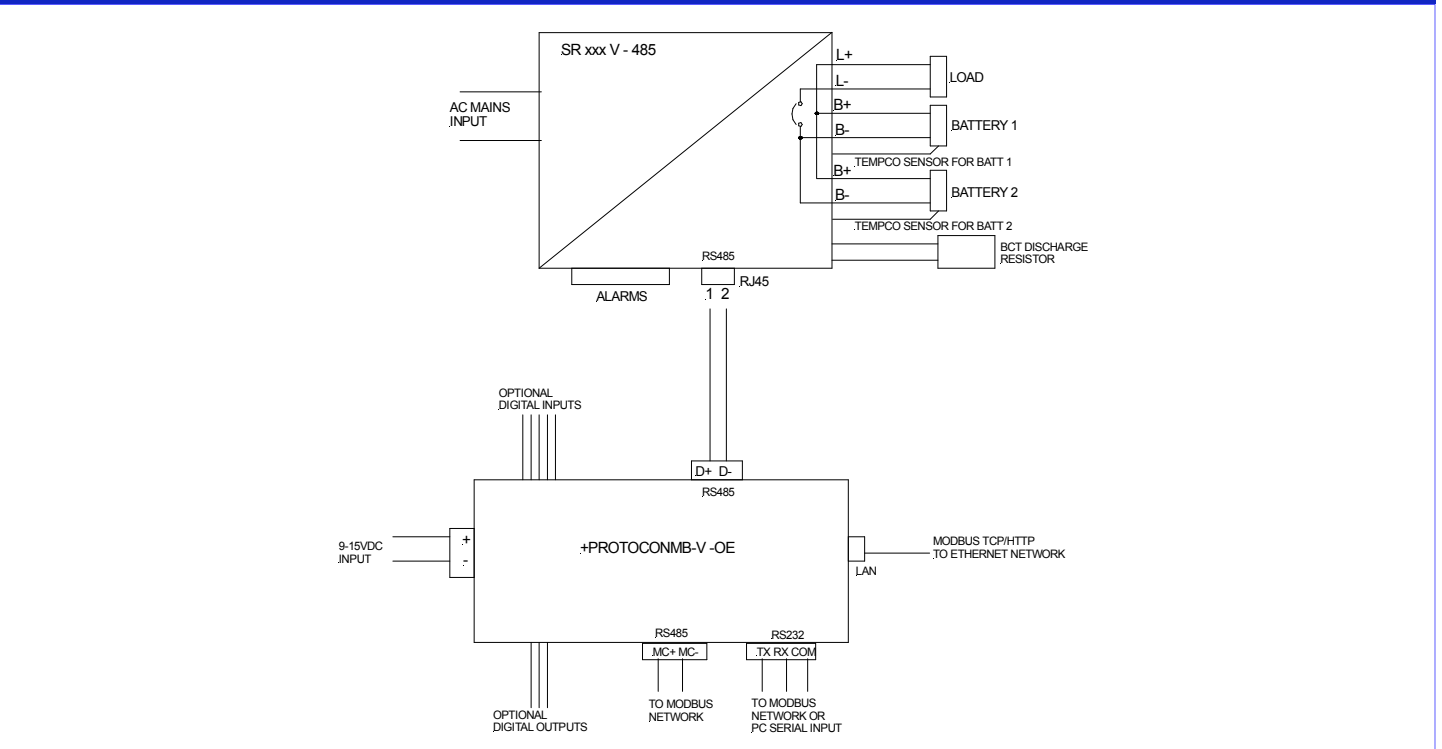 SR xxx V - 485
L+
L-
LOAD
AC MAINS
INPUT
B+
B-
BATTERY 1
TEMPCO SENSOR FOR BATT 1
B+
B-
BATTERY 2
TEMPCO SENSOR FOR BATT 2
BCT DISCHARGE
RESISTOR
RS485
RJ45
ALARMS
1 2
OPTIONAL
DIGITAL INPUTS
D+ D-
RS485
9-15VDC
INPUT
+
-
+PROTOCONMB-V -OE
MODBUS TCP/HTTP
TO ETHERNET NETWORK
LAN
RS485
RS232
MC+ MC-
TX RX COM
TO MODBUS
NETWORK
TO MODBUS
NETWORK OR
PC SERIAL INPUT
OPTIONAL
DIGITAL OUTPUTS